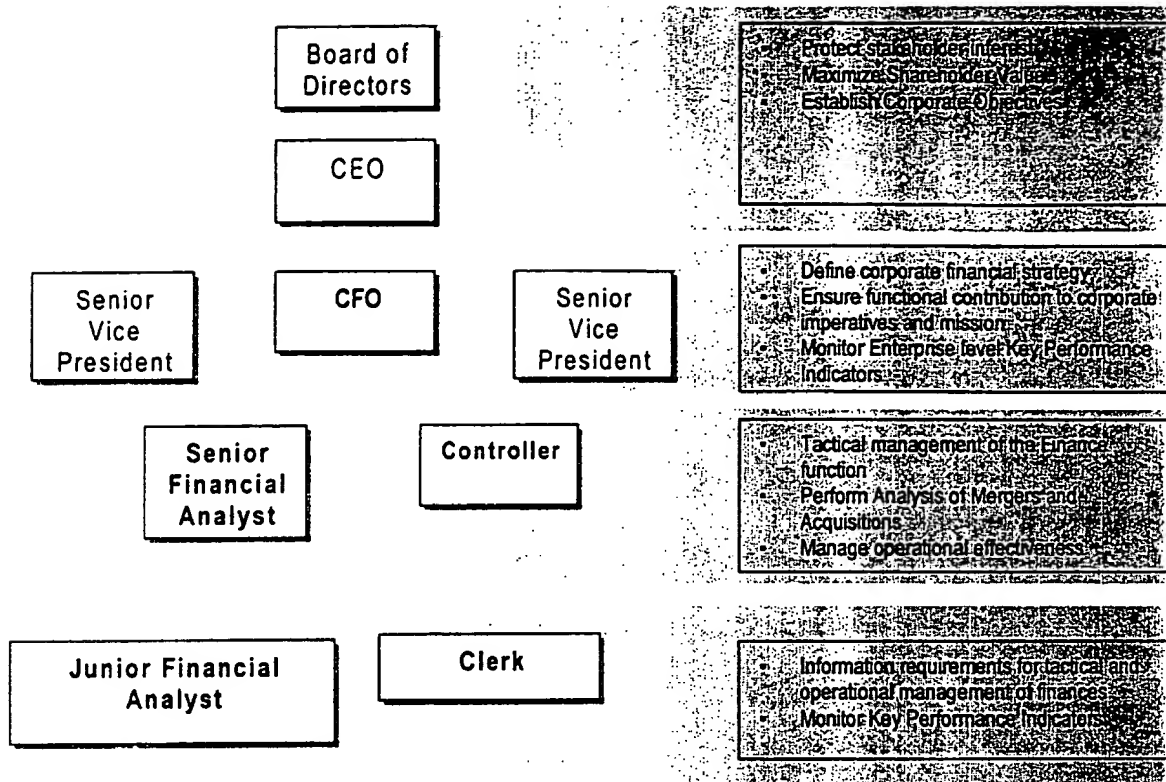 Board of
Directors
CEO
• Protect stakeholder interest
• Maximize Shareholder Value
• Establish Corporate Objectives
Senior
Vice
President
CFO
Senior
Vice
President
• Define corporate financial strategy
• Ensure functional contribution to corporate
imperatives and mission
• Monitor Enterprise level Key Performance
Indicators
Senior
Financial
Analyst
Controller
• Tactical management of the Finance
function
• Perform Analysis of Mergers and
Acquisitions
• Manage operational effectiveness
Junior Financial
Analyst
Clerk
• Information requirements for tactical and
operational management of finances
• Monitor Key Performance Indicators